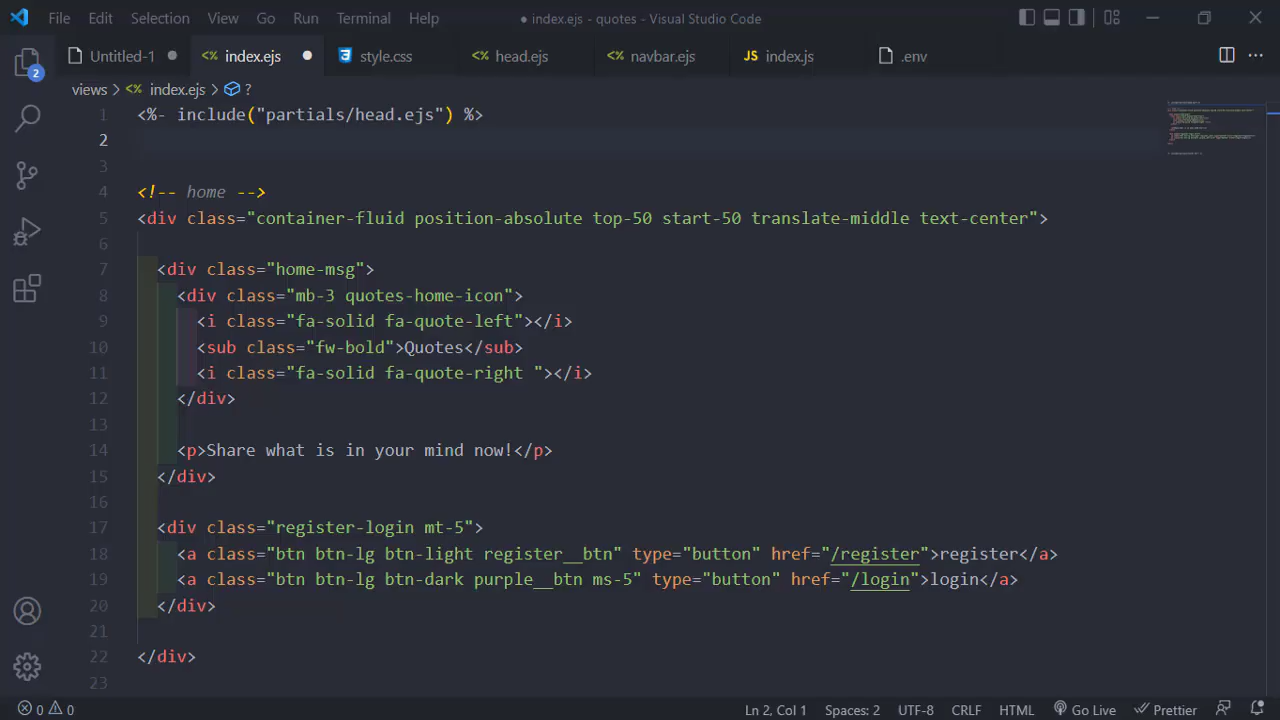 File Edit Selection View Go Run Terminal Help ● index.ejs - quotes - Visual Studio Code
Untitled-1 ● <% index.ejs ● style.css <% head.ejs <% navbar.ejs JS index.js .env
views > <% index.ejs > ?
2
1 <%- include("partials/head.ejs") %>
2
3
4 <!-- home -->
5 <div class="container-fluid position-absolute top-50 start-50 translate-middle text-center">
6
7 <div class="home-msg">
8 <div class="mb-3 quotes-home-icon">
9 <i class="fa-solid fa-quote-left"></i>
10 <sub class="fw-bold">Quotes</sub>
11 <i class="fa-solid fa-quote-right "></i>
12 </div>
13
14 <p>Share what is in your mind now!</p>
15 </div>
16
17 <div class="register-login mt-5">
18 <a class="btn btn-lg btn-light register__btn" type="button" href="/register">register</a>
19 <a class="btn btn-lg btn-dark purple__btn ms-5" type="button" href="/login">login</a>
20 </div>
21
22 </div>
23
0 0 Ln 2, Col 1 Spaces: 2 UTF-8 CRLF HTML Go Live Prettier